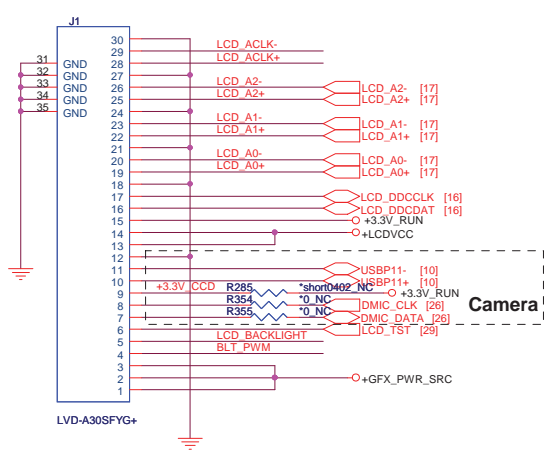 J1
30
29 LCD_ACLK-
28 LCD_ACLK+
31 GND
32 GND 27
33 GND 26 LCD_A2- LCD_A2- [17]
34 GND 25 LCD_A2+ LCD_A2+ [17]
35 GND 24
23 LCD_A1- LCD_A1- [17]
22 LCD_A1+ LCD_A1+ [17]
21
20 LCD_A0- LCD_A0- [17]
19 LCD_A0+ LCD_A0+ [17]
18
17 LCD_DDCCLK [16]
16 LCD_DDCDAT [16]
15 +3.3V_RUN
14 +LCDVCC
13
12
11 USBP11- [10]
10 USBP11+ [10]
9 +3.3V_CCD R285 *short0402_NC +3.3V_RUN
8 R354 *0_NC DMIC_CLK [26]
7 R355 *0_NC DMIC_DATA [26]
Camera
6 LCD_TST [29]
5 LCD_BACKLIGHT
4 BLT_PWM
3
2 +GFX_PWR_SRC
1
LVD-A30SFYG+